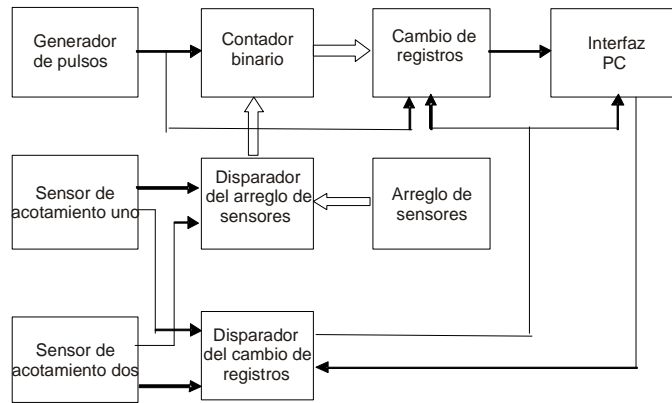 Generador
de pulsos
Contador
binario
Cambio de
registros
Interfaz
PC
Sensor de
acotamiento uno
Disparador
del arreglo de
sensores
Arreglo de
sensores
Sensor de
acotamiento dos
Disparador
del cambio de
registros